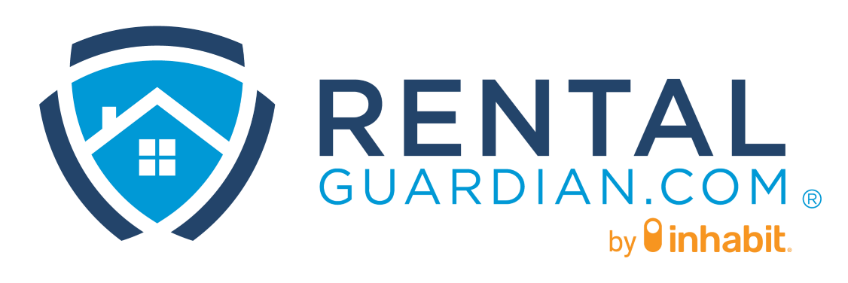 RENTAL
GUARDIAN.COM®
by inhabit.